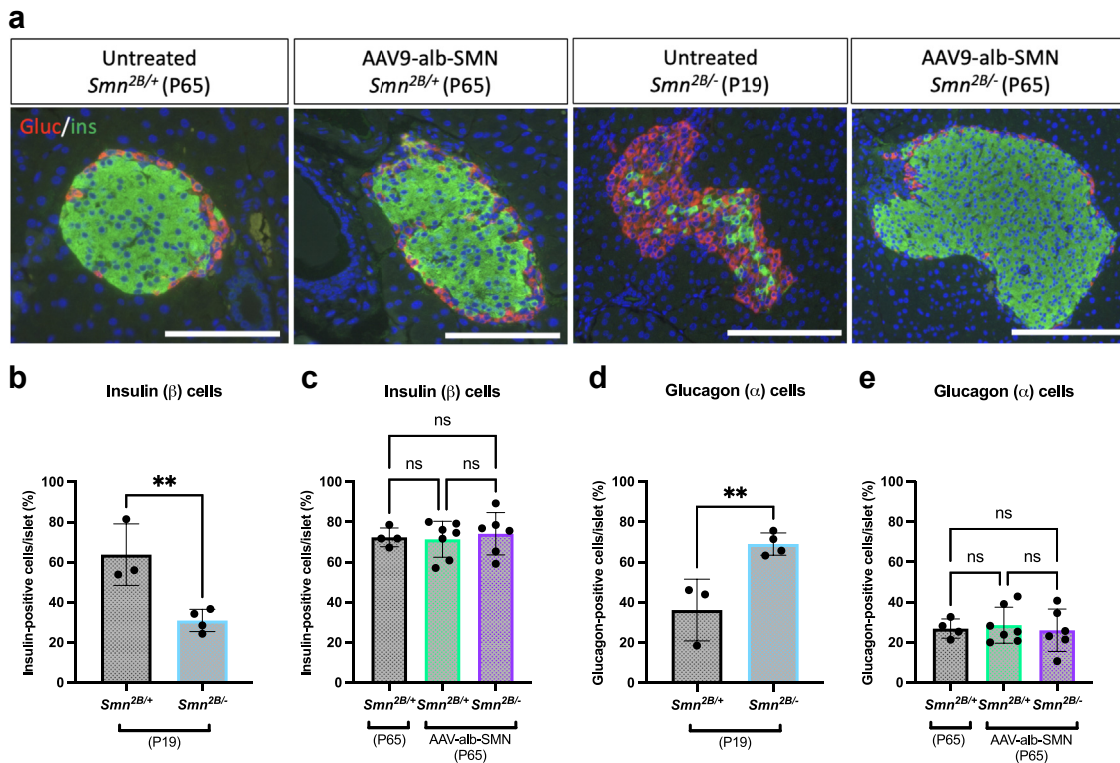 a
Untreated
Smn2B/+ (P65)
AAV9-alb-SMN
Smn2B/+ (P65)
Untreated
Smn2B/- (P19)
AAV9-alb-SMN
Smn2B/- (P65)
Gluc/ins
b
Insulin (β) cells
**
Insulin-positive cells/islet (%)
100
80
60
40
20
0
Smn2B/+
Smn2B/-
(P19)
c
Insulin (β) cells
ns
ns
ns
Insulin-positive cells/islet (%)
100
80
60
40
20
0
Smn2B/+
Smn2B/+
Smn2B/-
(P65)
AAV-alb-SMN
(P65)
d
Glucagon (α) cells
**
Glucagon-positive cells/islet (%)
100
80
60
40
20
0
Smn2B/+
Smn2B/-
(P19)
e
Glucagon (α) cells
ns
ns
ns
Glucagon-positive cells/islet (%)
100
80
60
40
20
0
Smn2B/+
Smn2B/+
Smn2B/-
(P65)
AAV-alb-SMN
(P65)